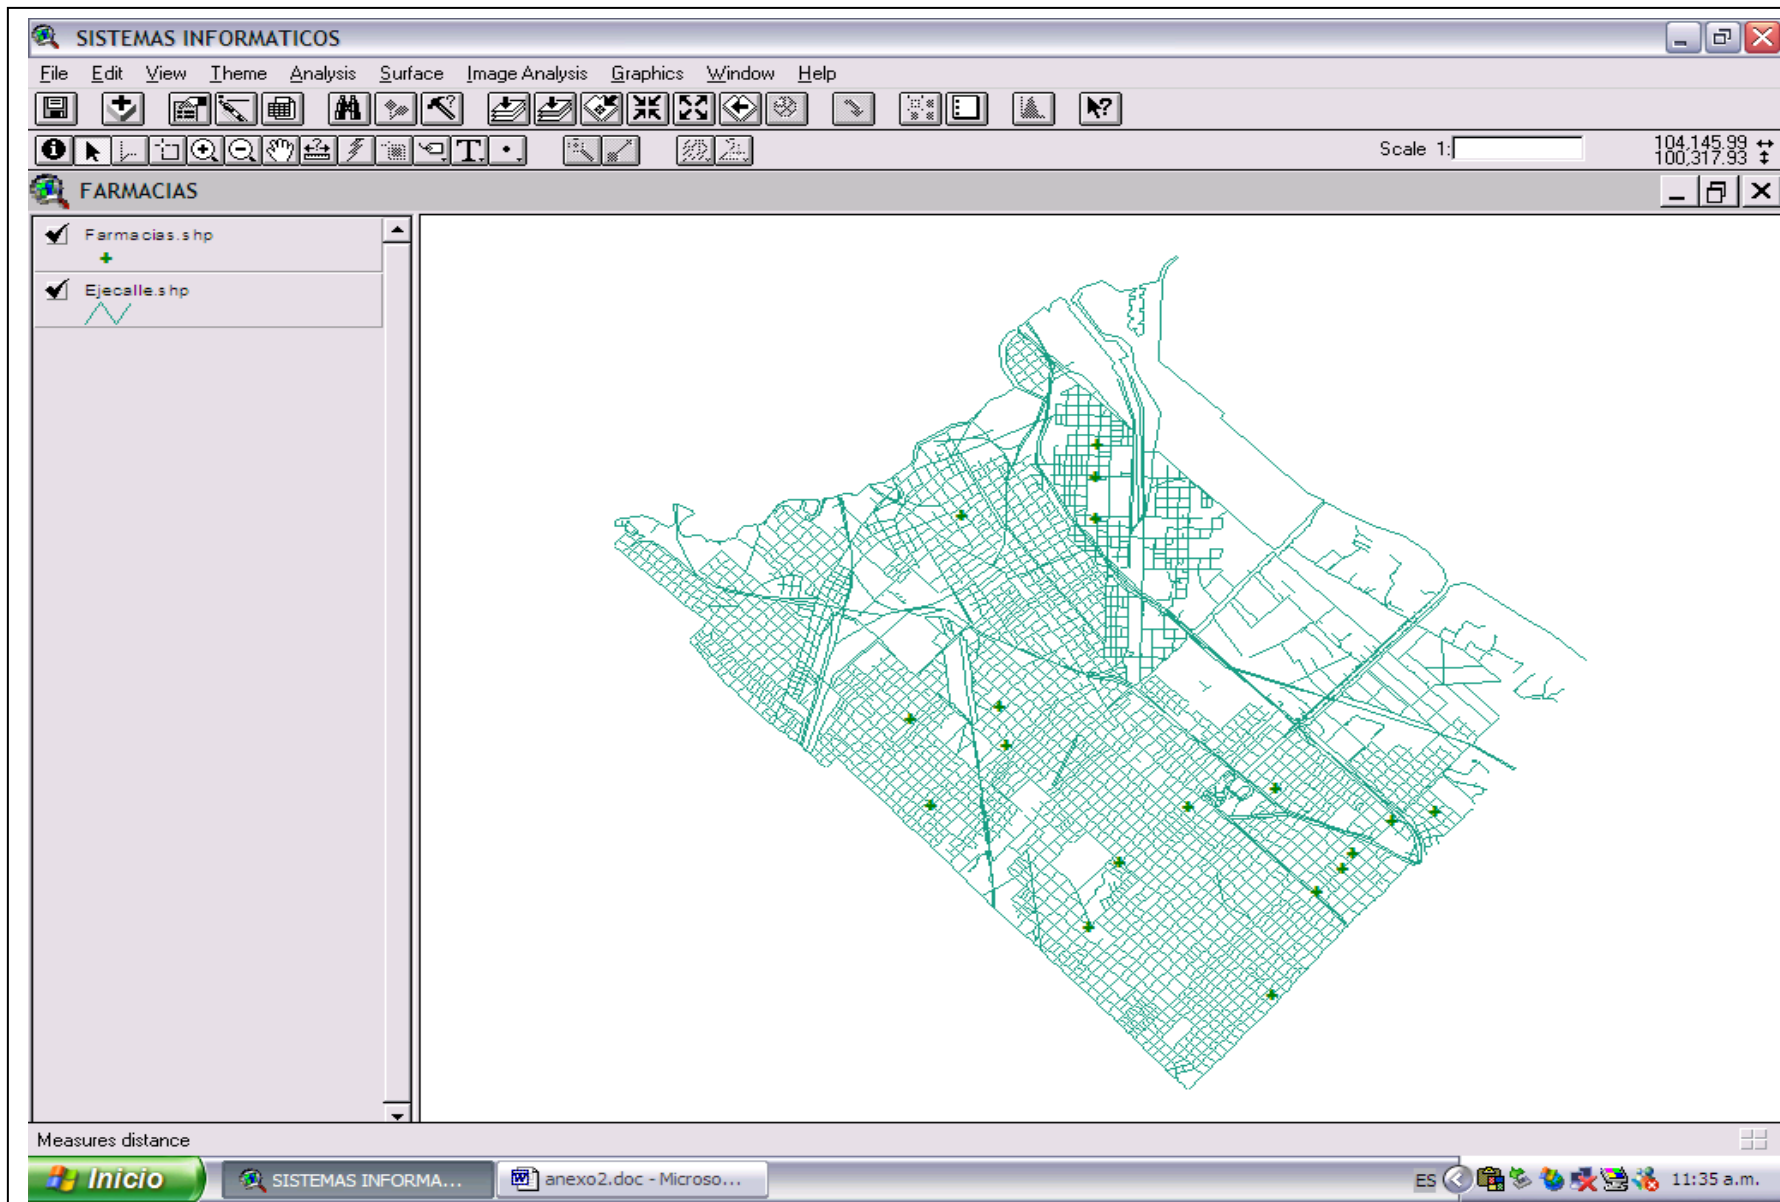 SISTEMAS INFORMATICOS
File Edit View Theme Analysis Surface Image Analysis Graphics Window Help
Scale 1:
104,145.99
100,317.93
FARMACIAS
Farmacias.shp
Ejecalle.shp
Measures distance
Inicio
SISTEMAS INFORMA...
anexo2.doc - Microso...
ES
11:35 a.m.